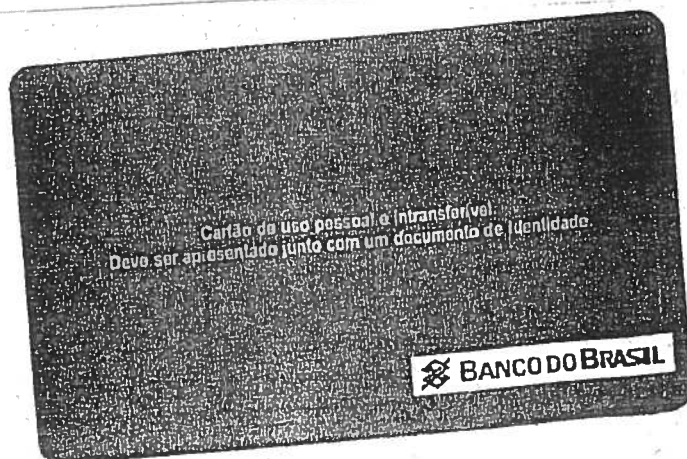 Cartão de uso pessoal e intransferível.
Deve ser apresentado junto com um documento de identidade.
BANCO DO BRASIL